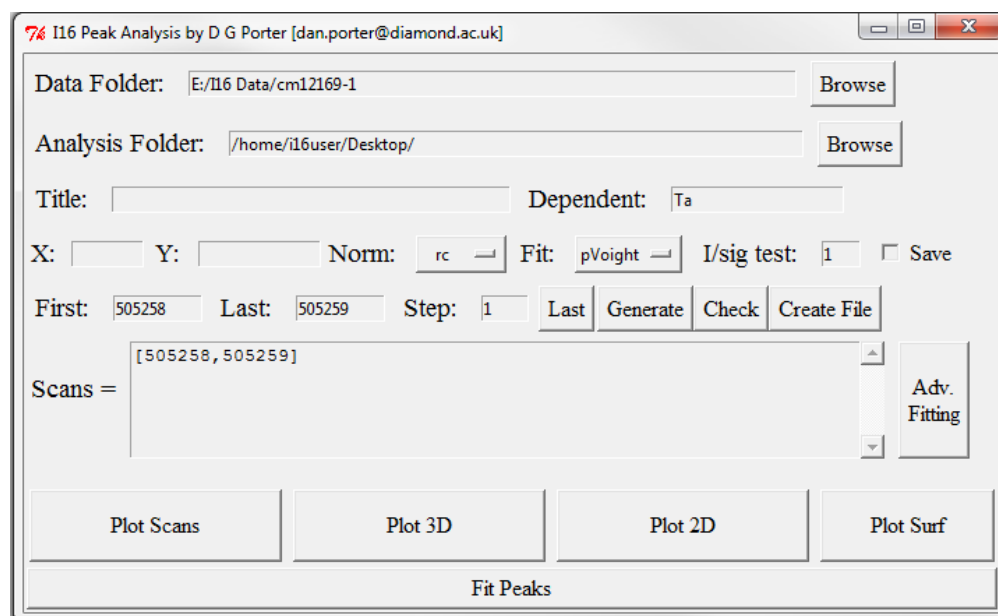 I16 Peak Analysis by D G Porter [dan.porter@diamond.ac.uk]
Data Folder: E:/I16 Data/cm12169-1 Browse
Analysis Folder: /home/i16user/Desktop/ Browse
Title: Dependent: Ta
X: Y: Norm: rc Fit: pVoight I/sig test: 1 Save
First: 505258 Last: 505259 Step: 1 Last Generate Check Create File
[505258,505259]
Scans =
Adv.
Fitting
Plot Scans Plot 3D Plot 2D Plot Surf
Fit Peaks